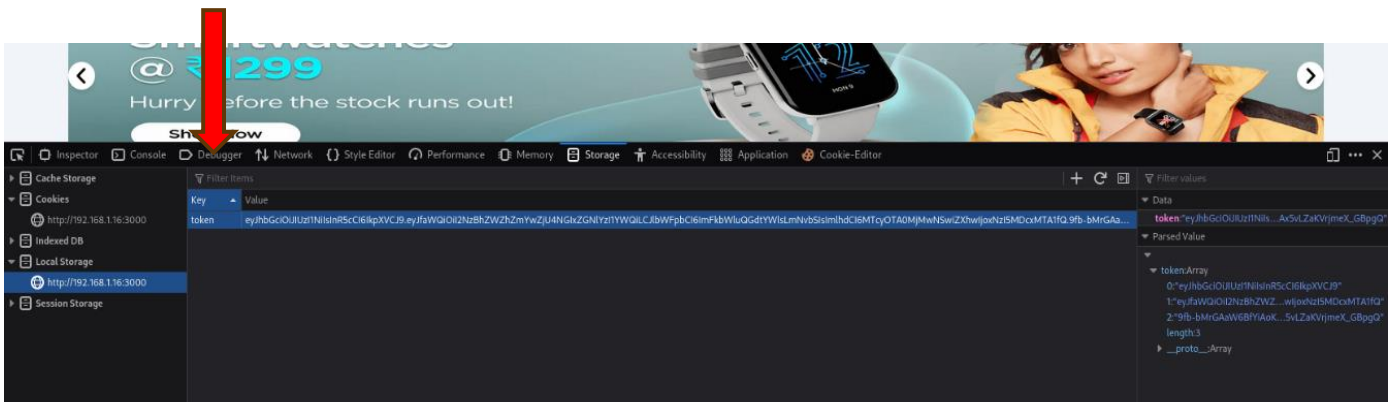 Smartwatches
@ ₹1299
Hurry before the stock runs out!
Inspector Console Debugger Network {} Style Editor Performance Memory Storage Accessibility Application Cookie-Editor
Cache Storage
Filter Items
Filter values
Cookies
Key Value
Data
http://192.168.1.16:3000
token
Indexed DB
Parsed Value
Local Storage
http://192.168.1.16:3000
token:Array
Session Storage
0:"eyJhbGciOiJIUzI1NiIsInR5cCI6IkpXVCJ9"
length:3
__proto__:Array